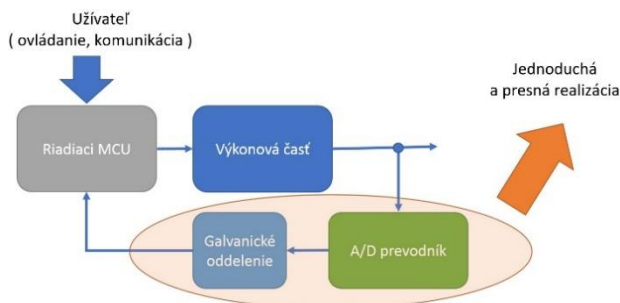 Užívateľ
( ovládanie, komunikácia )
Jednoduchá
a presná realizácia
Riadiaci MCU
Výkonová časť
Galvanické
oddelenie
A/D prevodník